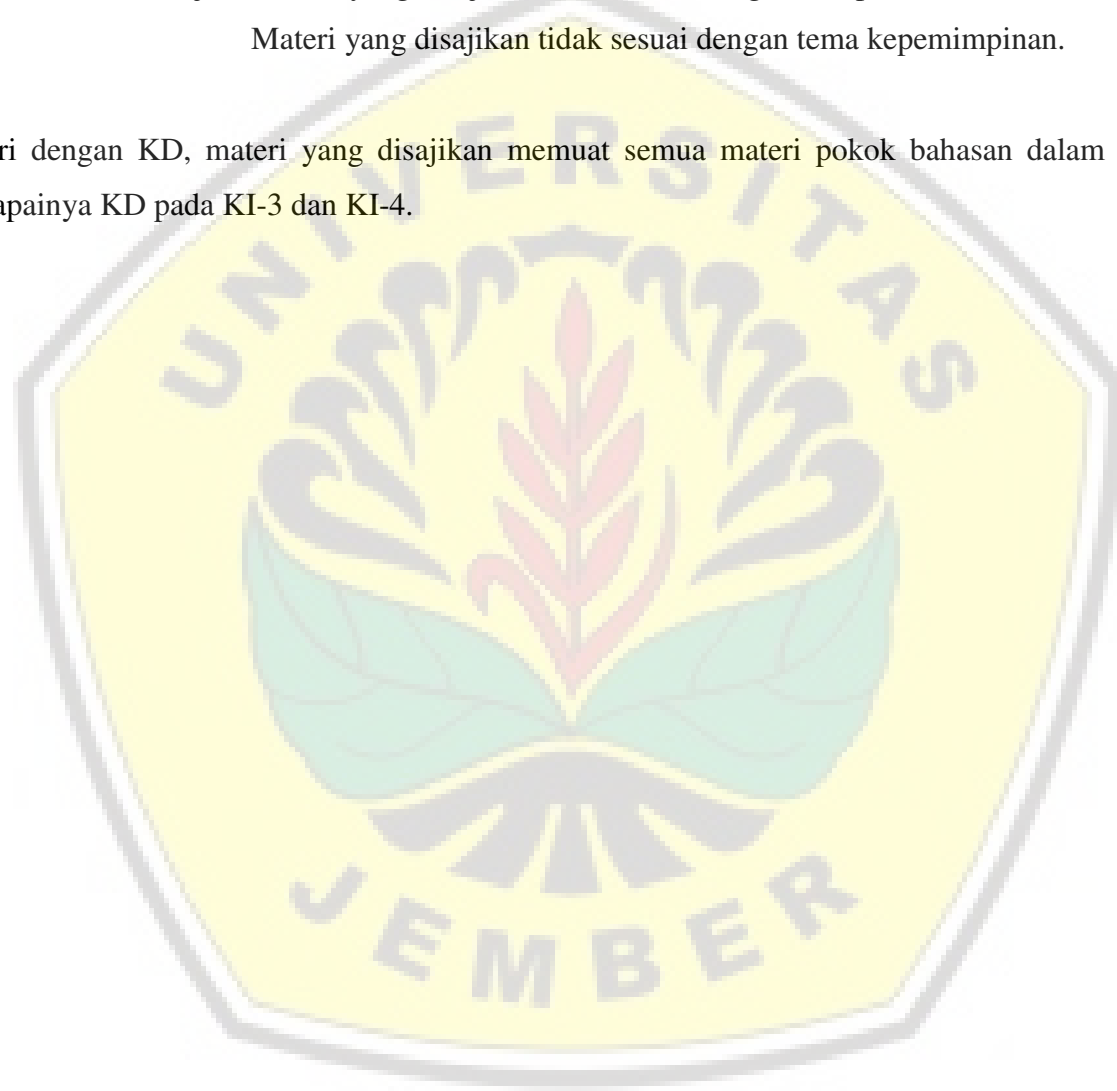 Materi yang disajikan tidak sesuai dengan tema kepemimpinan.
ri dengan KD, materi yang disajikan memuat semua materi pokok bahasan dalam
apainya KD pada KI-3 dan KI-4.
UNIVERSITAS
JEMBER